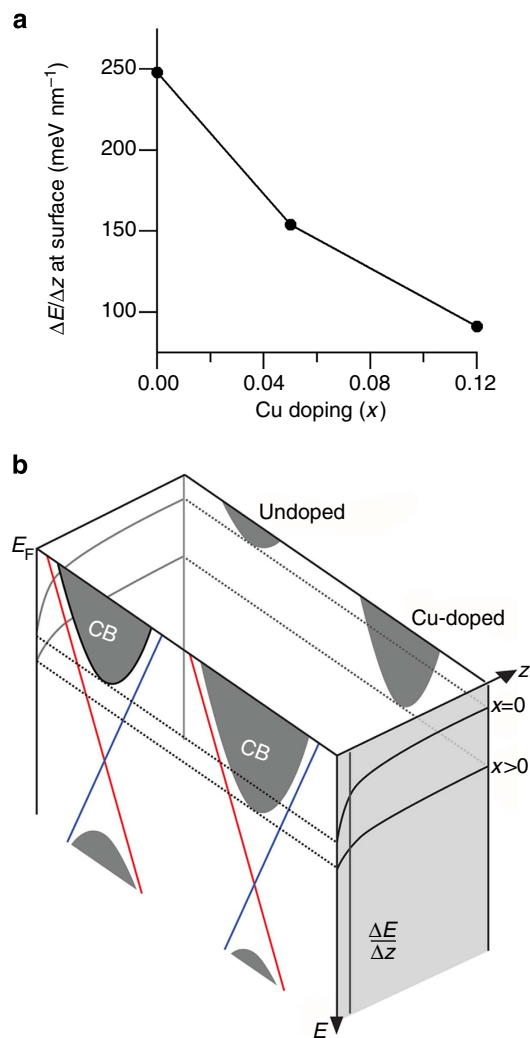 a
ΔE/Δz at surface (meV nm⁻¹)
250
200
150
100
0.00 0.04 0.08 0.12
Cu doping (x)
b
Undoped
E_F
Cu-doped
CB
z
x=0
CB
x>0
ΔE
Δz
E